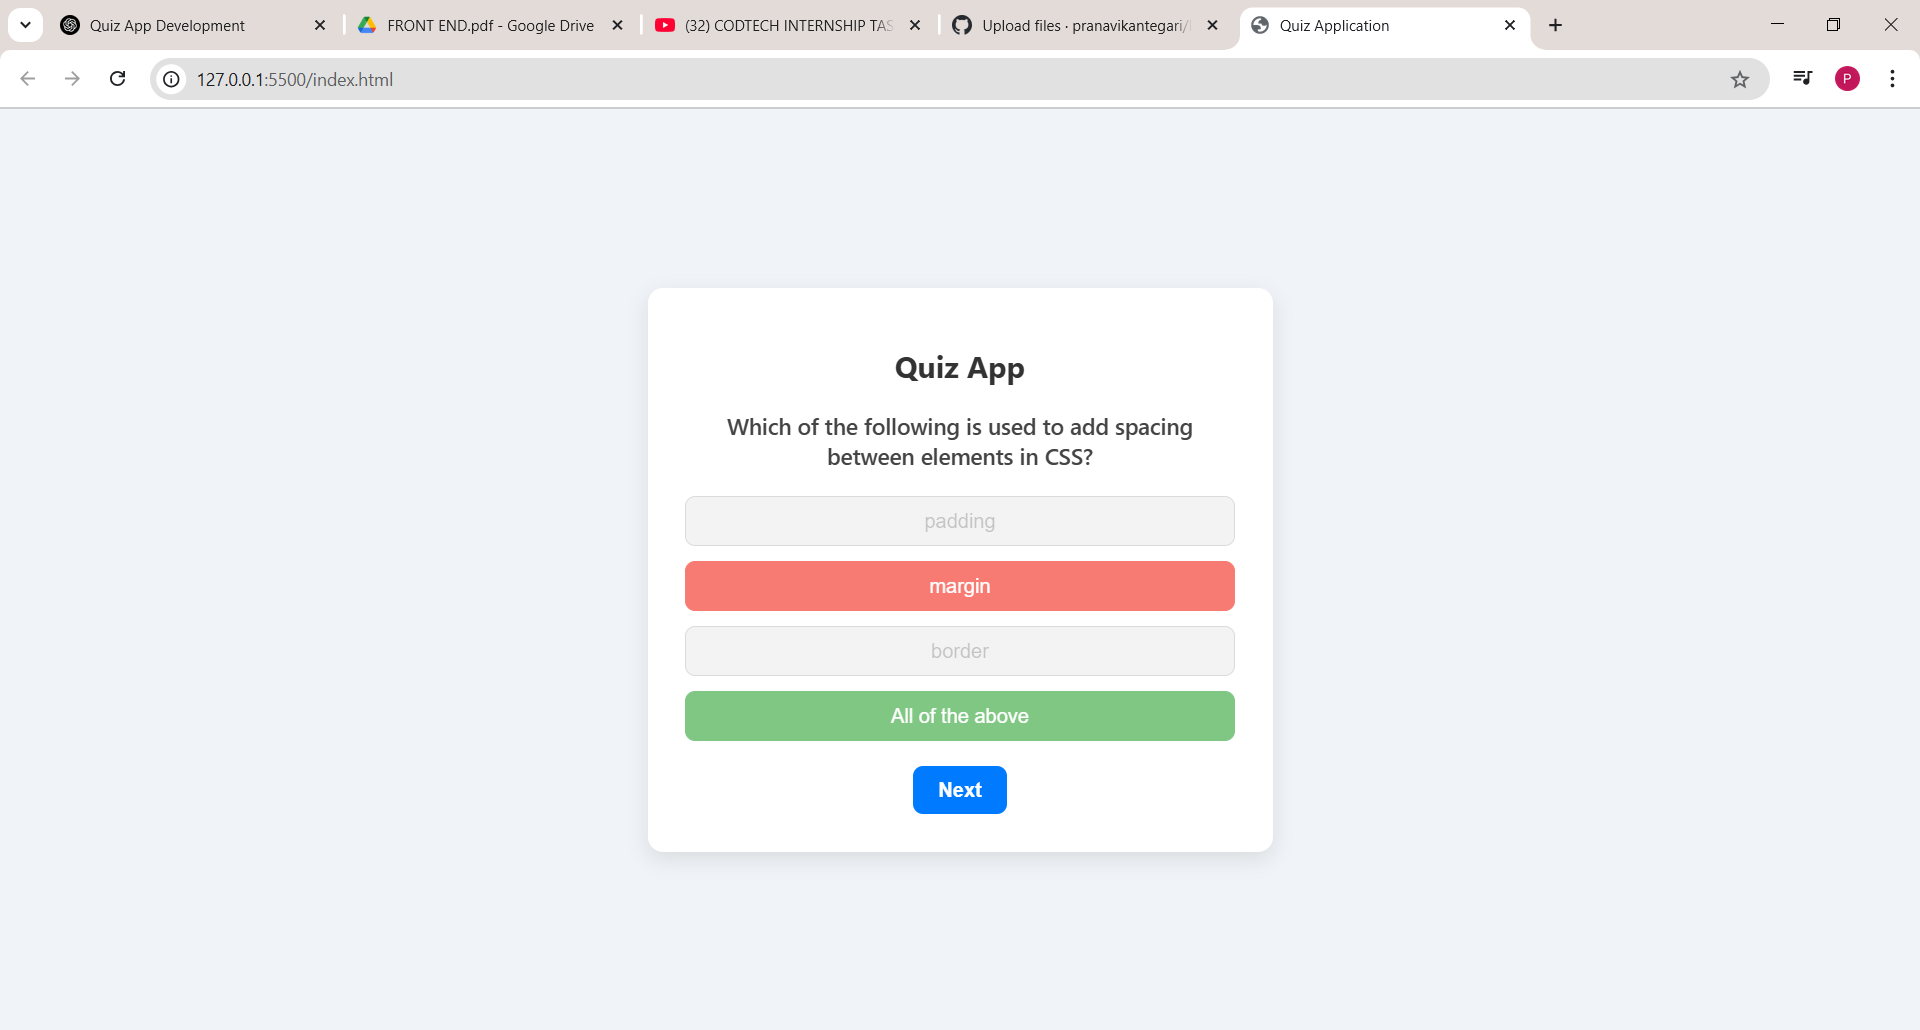 Quiz App Development
FRONT END.pdf - Google Drive
(32) CODTECH INTERNSHIP TAS
Upload files · pranavikantegari/
Quiz Application
127.0.0.1:5500/index.html
P
Quiz App
Which of the following is used to add spacing
between elements in CSS?
padding
margin
border
All of the above
Next